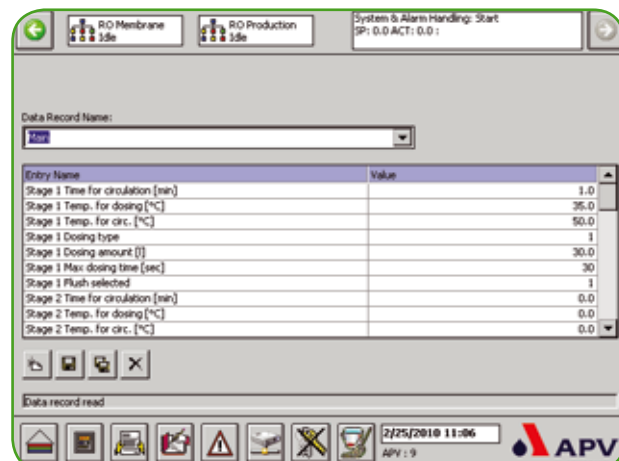 RO Membrane
Idle
RO Production
Idle
System & Alarm Handling: Start
SP: 0.0 ACT: 0.0 :
Data Record Name:
Main
Entry Name Value
Stage 1 Time for circulation [min] 1.0
Stage 1 Temp. for dosing [°C] 35.0
Stage 1 Temp. for circ. [°C] 50.0
Stage 1 Dosing type 1
Stage 1 Dosing amount [l] 30.0
Stage 1 Max dosing time [sec] 30
Stage 1 Flush selected 1
Stage 2 Time for circulation [min] 0.0
Stage 2 Temp. for dosing [°C] 0.0
Stage 2 Temp. for circ. [°C] 0.0
Data record read
2/25/2010 11:06
APV : 9
APV